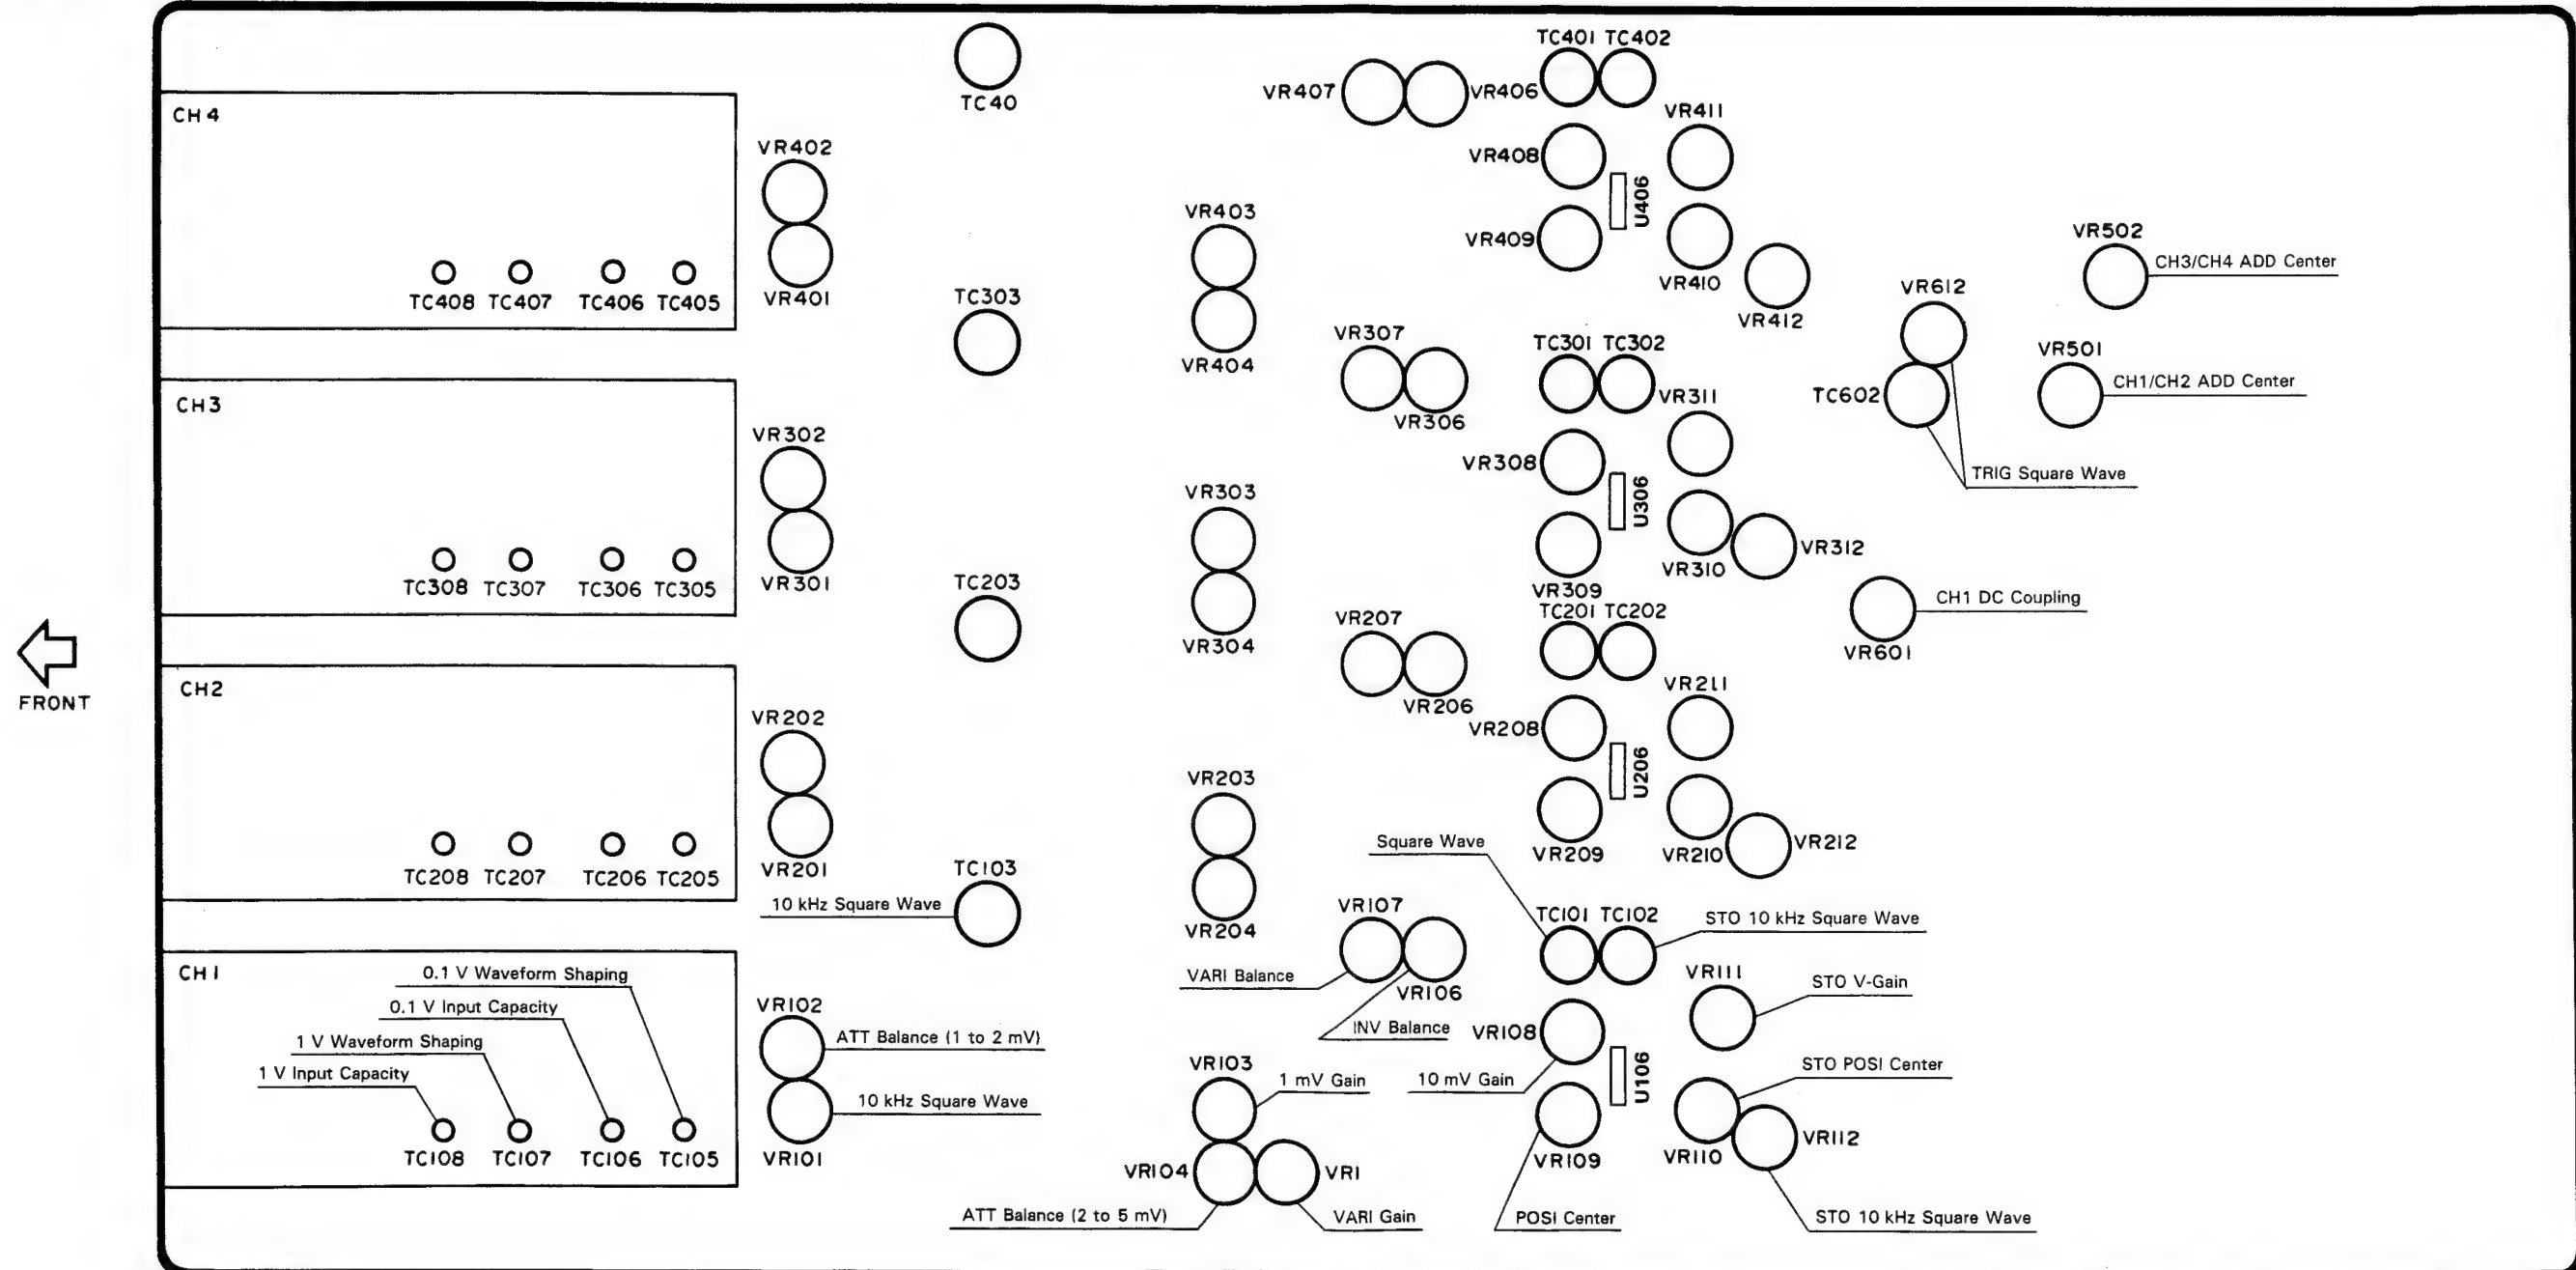 TC401 TC402
TC40
VR407
VR406
VR411
CH4
VR402
VR408
U406
VR403
VR409
VR502
CH3/CH4 ADD Center
TC408 TC407 TC406 TC405
VR401
TC303
VR410
VR612
VR412
VR307
TC301 TC302
VR501
VR404
CH1/CH2 ADD Center
TC602
VR311
CH3
VR306
VR302
VR308
TRIG Square Wave
VR303
U306
VR312
VR310
TC308 TC307 TC306 TC305
VR301
TC203
VR309
TC201 TC202
CH1 DC Coupling
VR207
VR304
VR601
FRONT
CH2
VR211
VR206
VR202
VR208
U206
VR203
Square Wave
VR212
VR209
VR210
TC208 TC207 TC206 TC205
VR201
TC103
10 kHz Square Wave
VR107
TC101 TC102
STO 10 kHz Square Wave
VR204
CH1
0.1 V Waveform Shaping
VARI Balance
VR106
VR111
STO V-Gain
0.1 V Input Capacity
VR102
INV Balance
VR108
1 V Waveform Shaping
ATT Balance (1 to 2 mV)
VR103
STO POSI Center
1 V Input Capacity
1 mV Gain
10 mV Gain
U106
10 kHz Square Wave
VR112
TC108 TC107 TC106 TC105
VR101
VR109
VR110
VR104
VR1
ATT Balance (2 to 5 mV)
VARI Gain
POSI Center
STO 10 kHz Square Wave